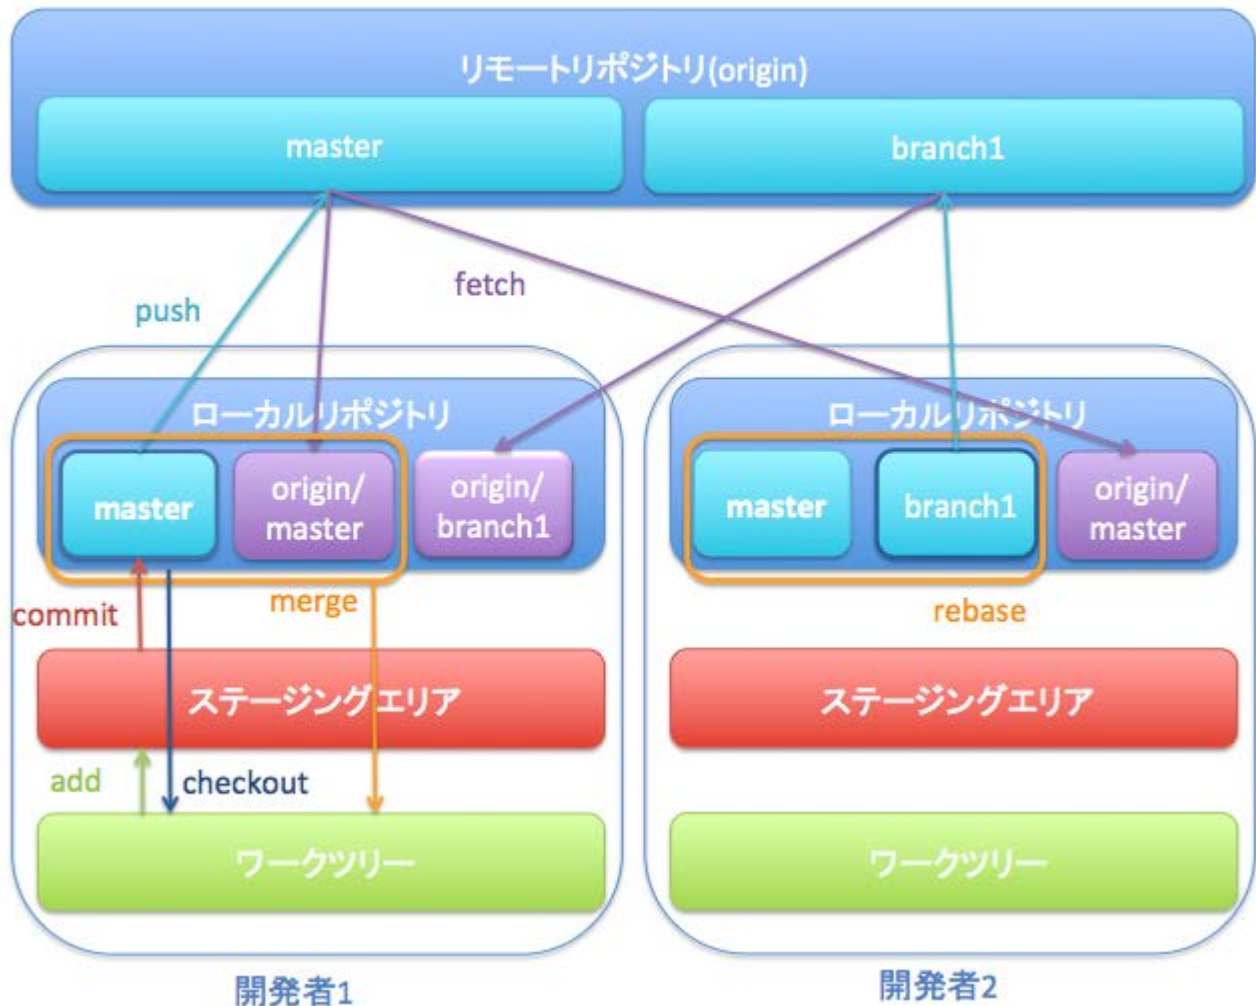 リモートリポジトリ(origin)
master
branch1
push
fetch
ローカルリポジトリ
master
origin/
master
origin/
branch1
commit
merge
ステージングエリア
add
checkout
ワークツリー
開発者1
ローカルリポジトリ
master
branch1
origin/
master
rebase
ステージングエリア
ワークツリー
開発者2